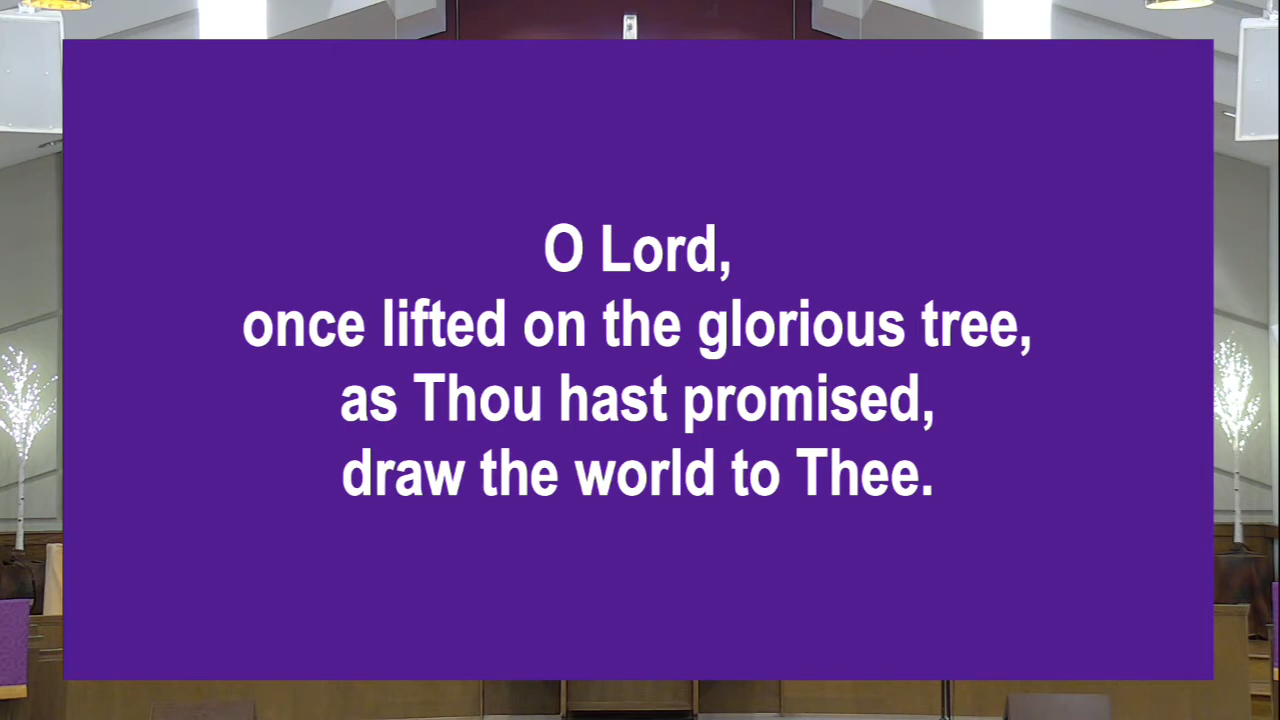 O Lord,
once lifted on the glorious tree,
as Thou hast promised,
draw the world to Thee.